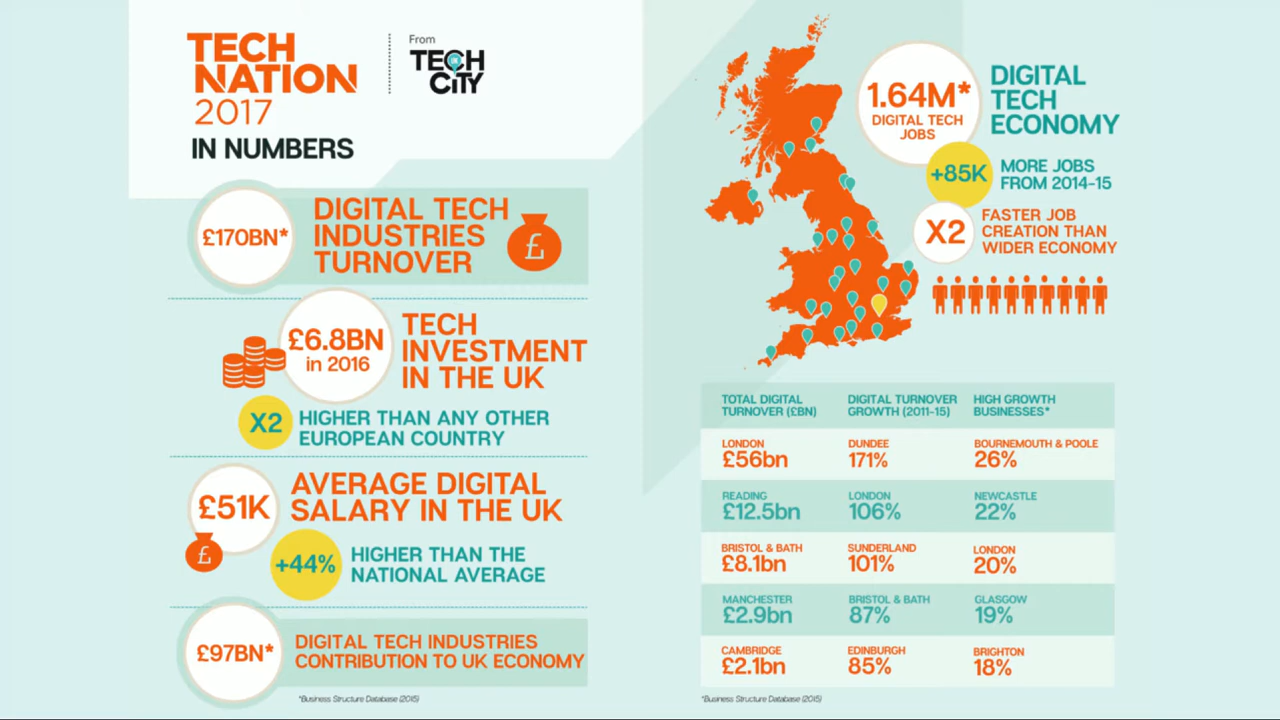 TECH
NATION
2017
IN NUMBERS
From
TECH
UK
CITY
£170BN*
DIGITAL TECH
INDUSTRIES
TURNOVER
£
£6.8BN
in 2016
TECH
INVESTMENT
IN THE UK
X2
HIGHER THAN ANY OTHER
EUROPEAN COUNTRY
£51K
AVERAGE DIGITAL
SALARY IN THE UK
£
+44%
HIGHER THAN THE
NATIONAL AVERAGE
£97BN*
DIGITAL TECH INDUSTRIES
CONTRIBUTION TO UK ECONOMY
*Business Structure Database (2015)
1.64M*
DIGITAL TECH
JOBS
DIGITAL
TECH
ECONOMY
+85K
MORE JOBS
FROM 2014-15
X2
FASTER JOB
CREATION THAN
WIDER ECONOMY
TOTAL DIGITAL
TURNOVER (£BN)
DIGITAL TURNOVER
GROWTH (2011-15)
HIGH GROWTH
BUSINESSES*
LONDON
£56bn
DUNDEE
171%
BOURNEMOUTH & POOLE
26%
READING
£12.5bn
LONDON
106%
NEWCASTLE
22%
BRISTOL & BATH
£8.1bn
SUNDERLAND
101%
LONDON
20%
MANCHESTER
£2.9bn
BRISTOL & BATH
87%
GLASGOW
19%
CAMBRIDGE
£2.1bn
EDINBURGH
85%
BRIGHTON
18%
*Business Structure Database (2015)